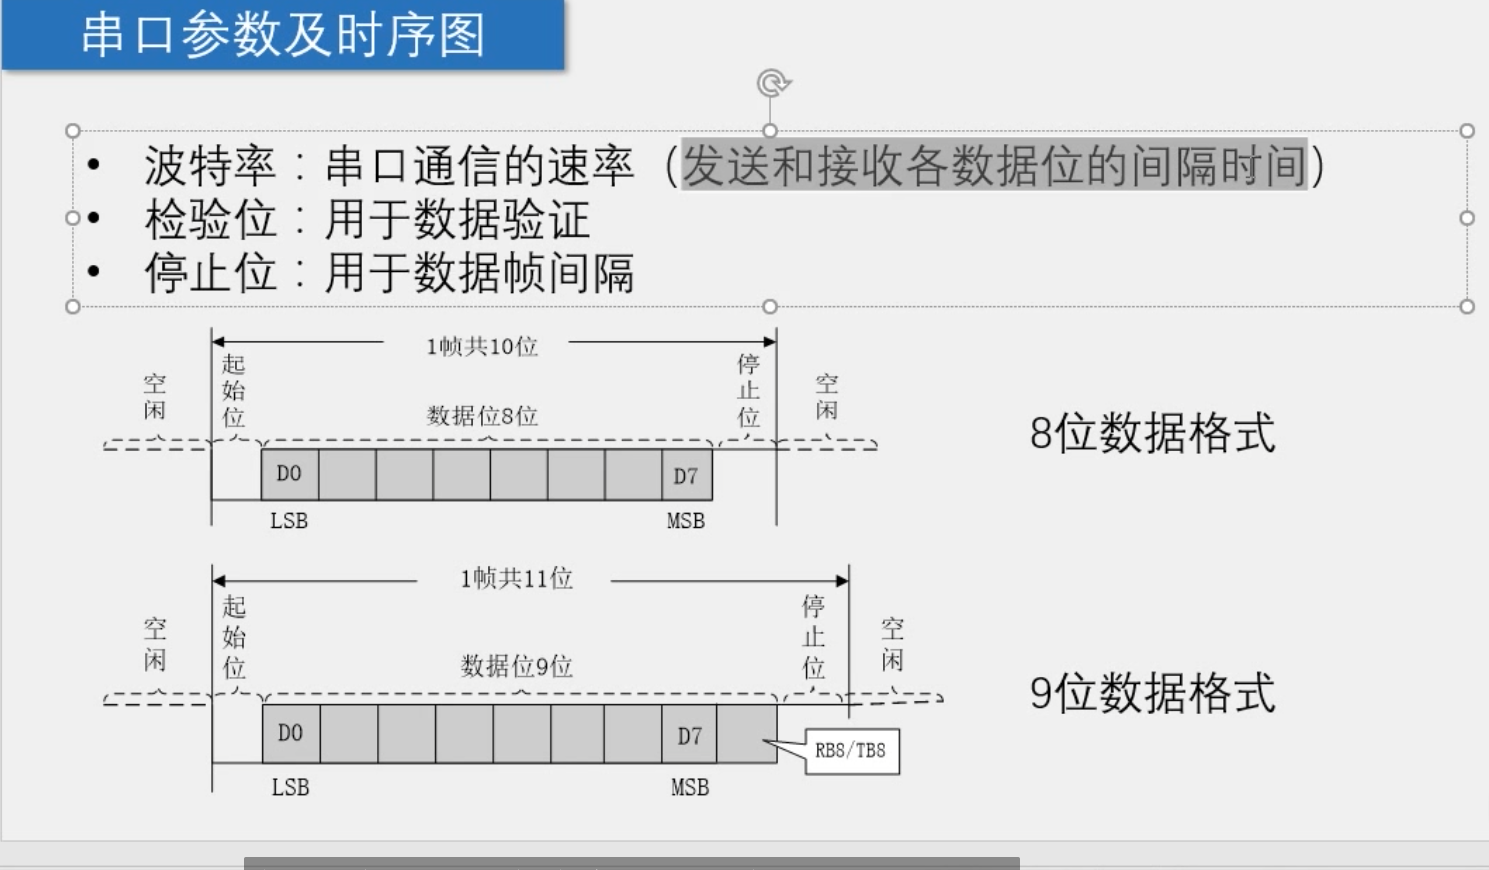 串口参数及时序图
• 波特率：串口通信的速率（发送和接收各数据位的间隔时间）
• 检验位：用于数据验证
• 停止位：用于数据帧间隔
1帧共10位
空闲
起始位
数据位8位
停止位
空闲
D0
D7
LSB
MSB
8位数据格式
1帧共11位
空闲
起始位
数据位9位
停止位
空闲
D0
D7
RB8/TB8
LSB
MSB
9位数据格式